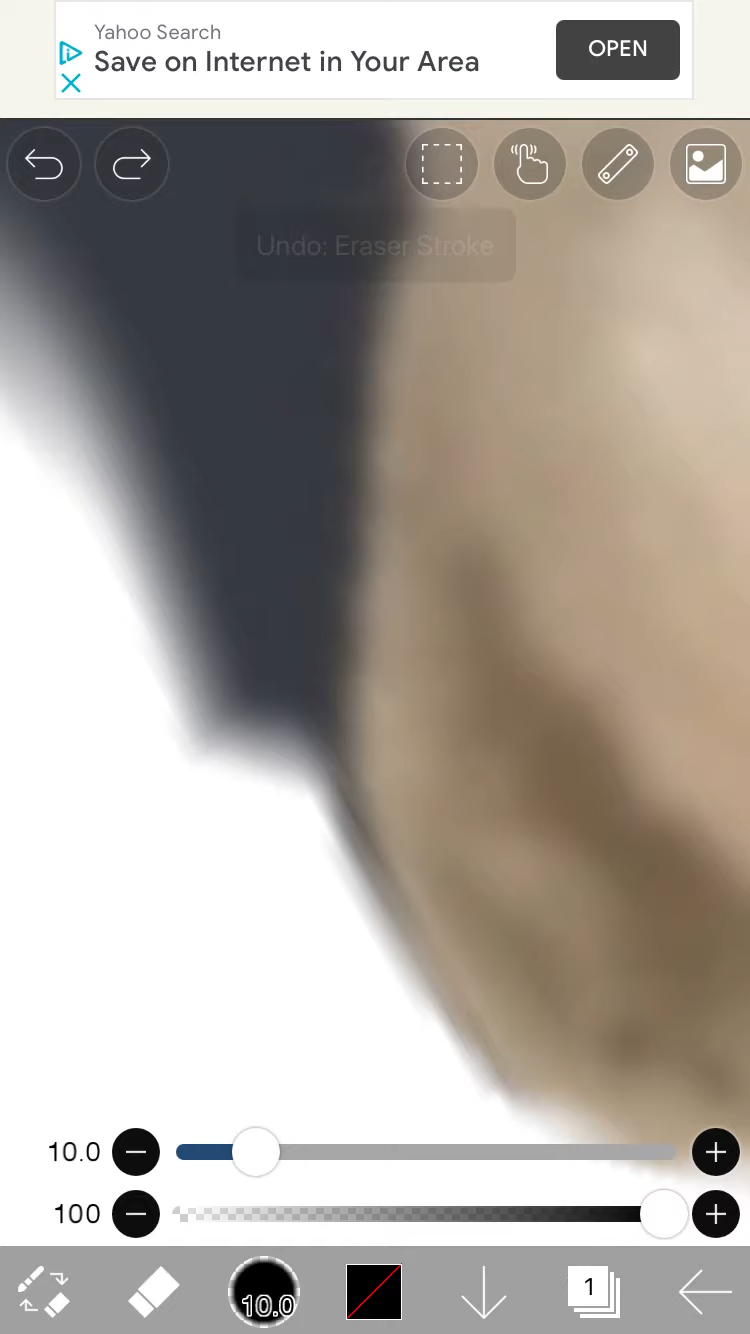 Yahoo Search
Save on Internet in Your Area
OPEN
Undo: Eraser Stroke
10.0
100
10.0
1